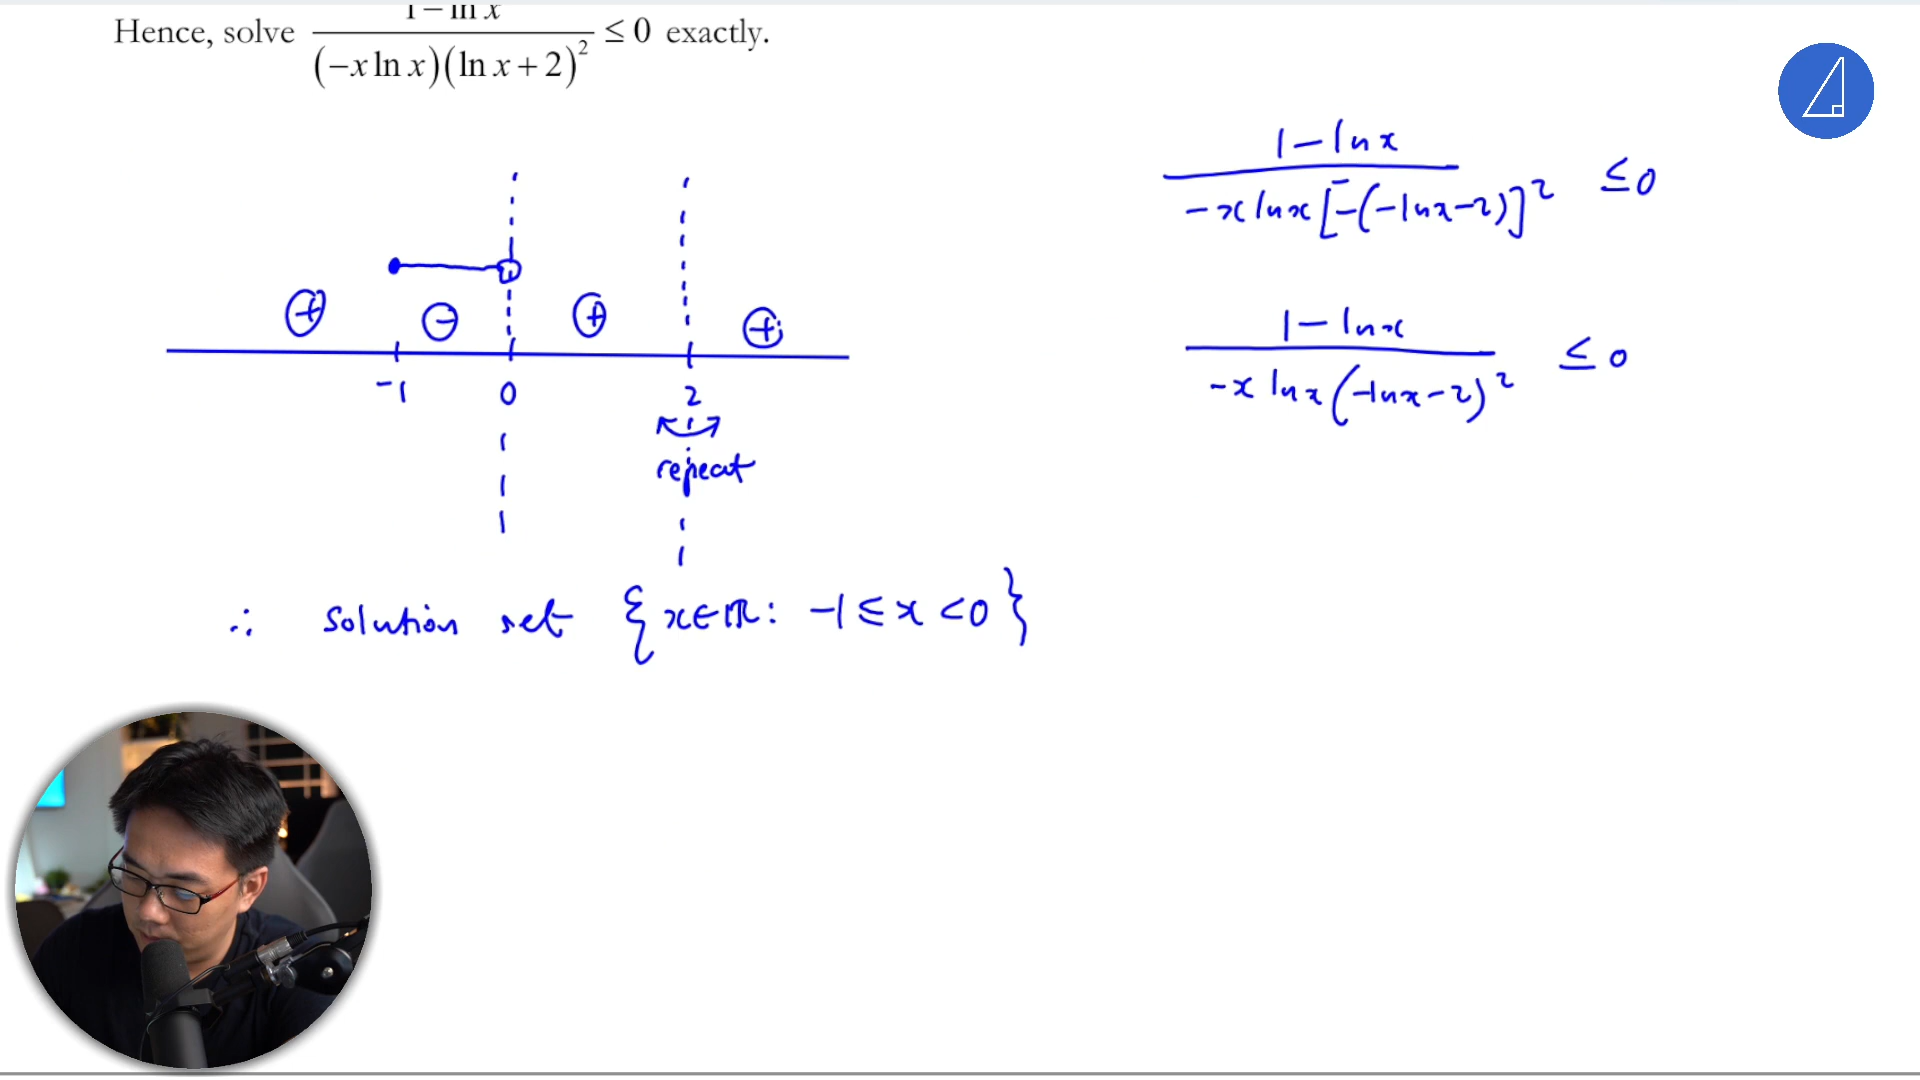 1 − ln x
Hence, solve ───────── ≤ 0 exactly.
(−x ln x)(ln x + 2)²
-1 0 2
repeat
∴ Solution set {x∈ℝ: -1 ≤ x < 0}
1 - ln x
───────── ≤ 0
-x ln x [-(-ln x - 2)]²
1 - ln x
───────── ≤ 0
-x ln x (-ln x - 2)²
⊕ ⊖ ⊕ ⊕